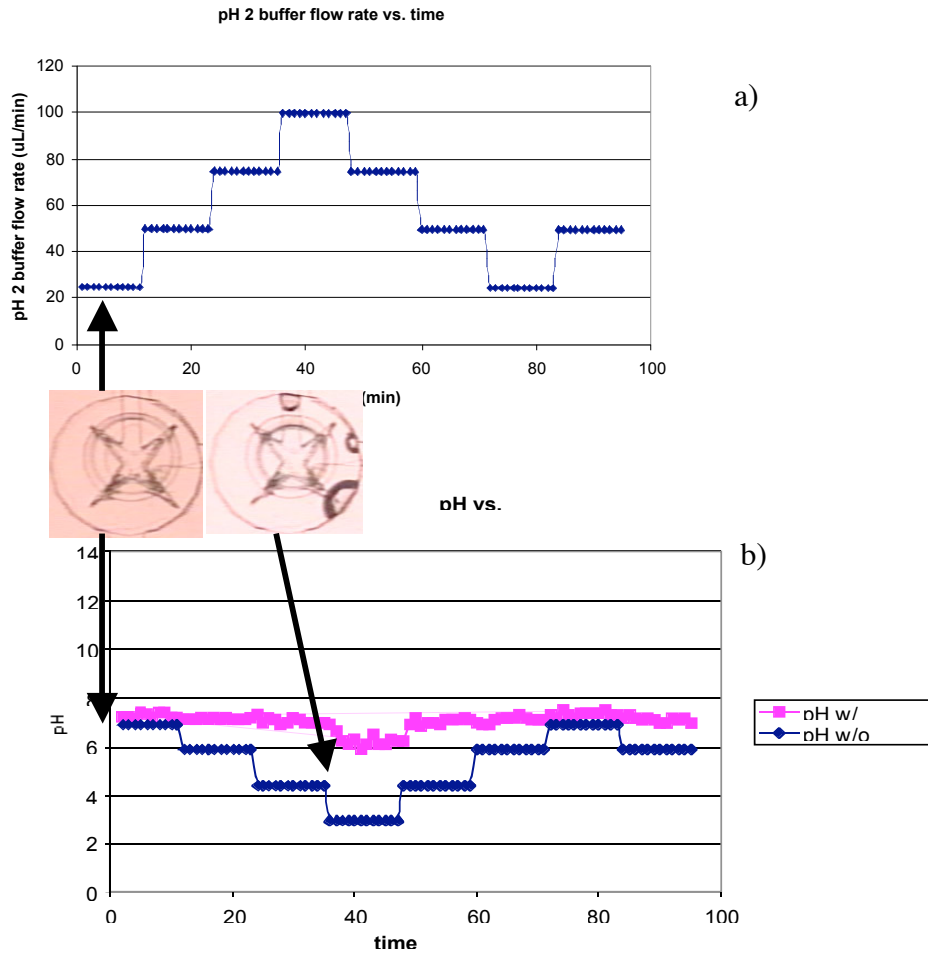 pH 2 buffer flow rate vs. time
a)
pH 2 buffer flow rate (uL/min)
120
100
80
60
40
20
0
0 20 40 60 80 100
(min)
pH vs.
b)
pH
14
12
10
8
6
4
2
0
0 20 40 60 80 100
time
pH w/
pH w/o